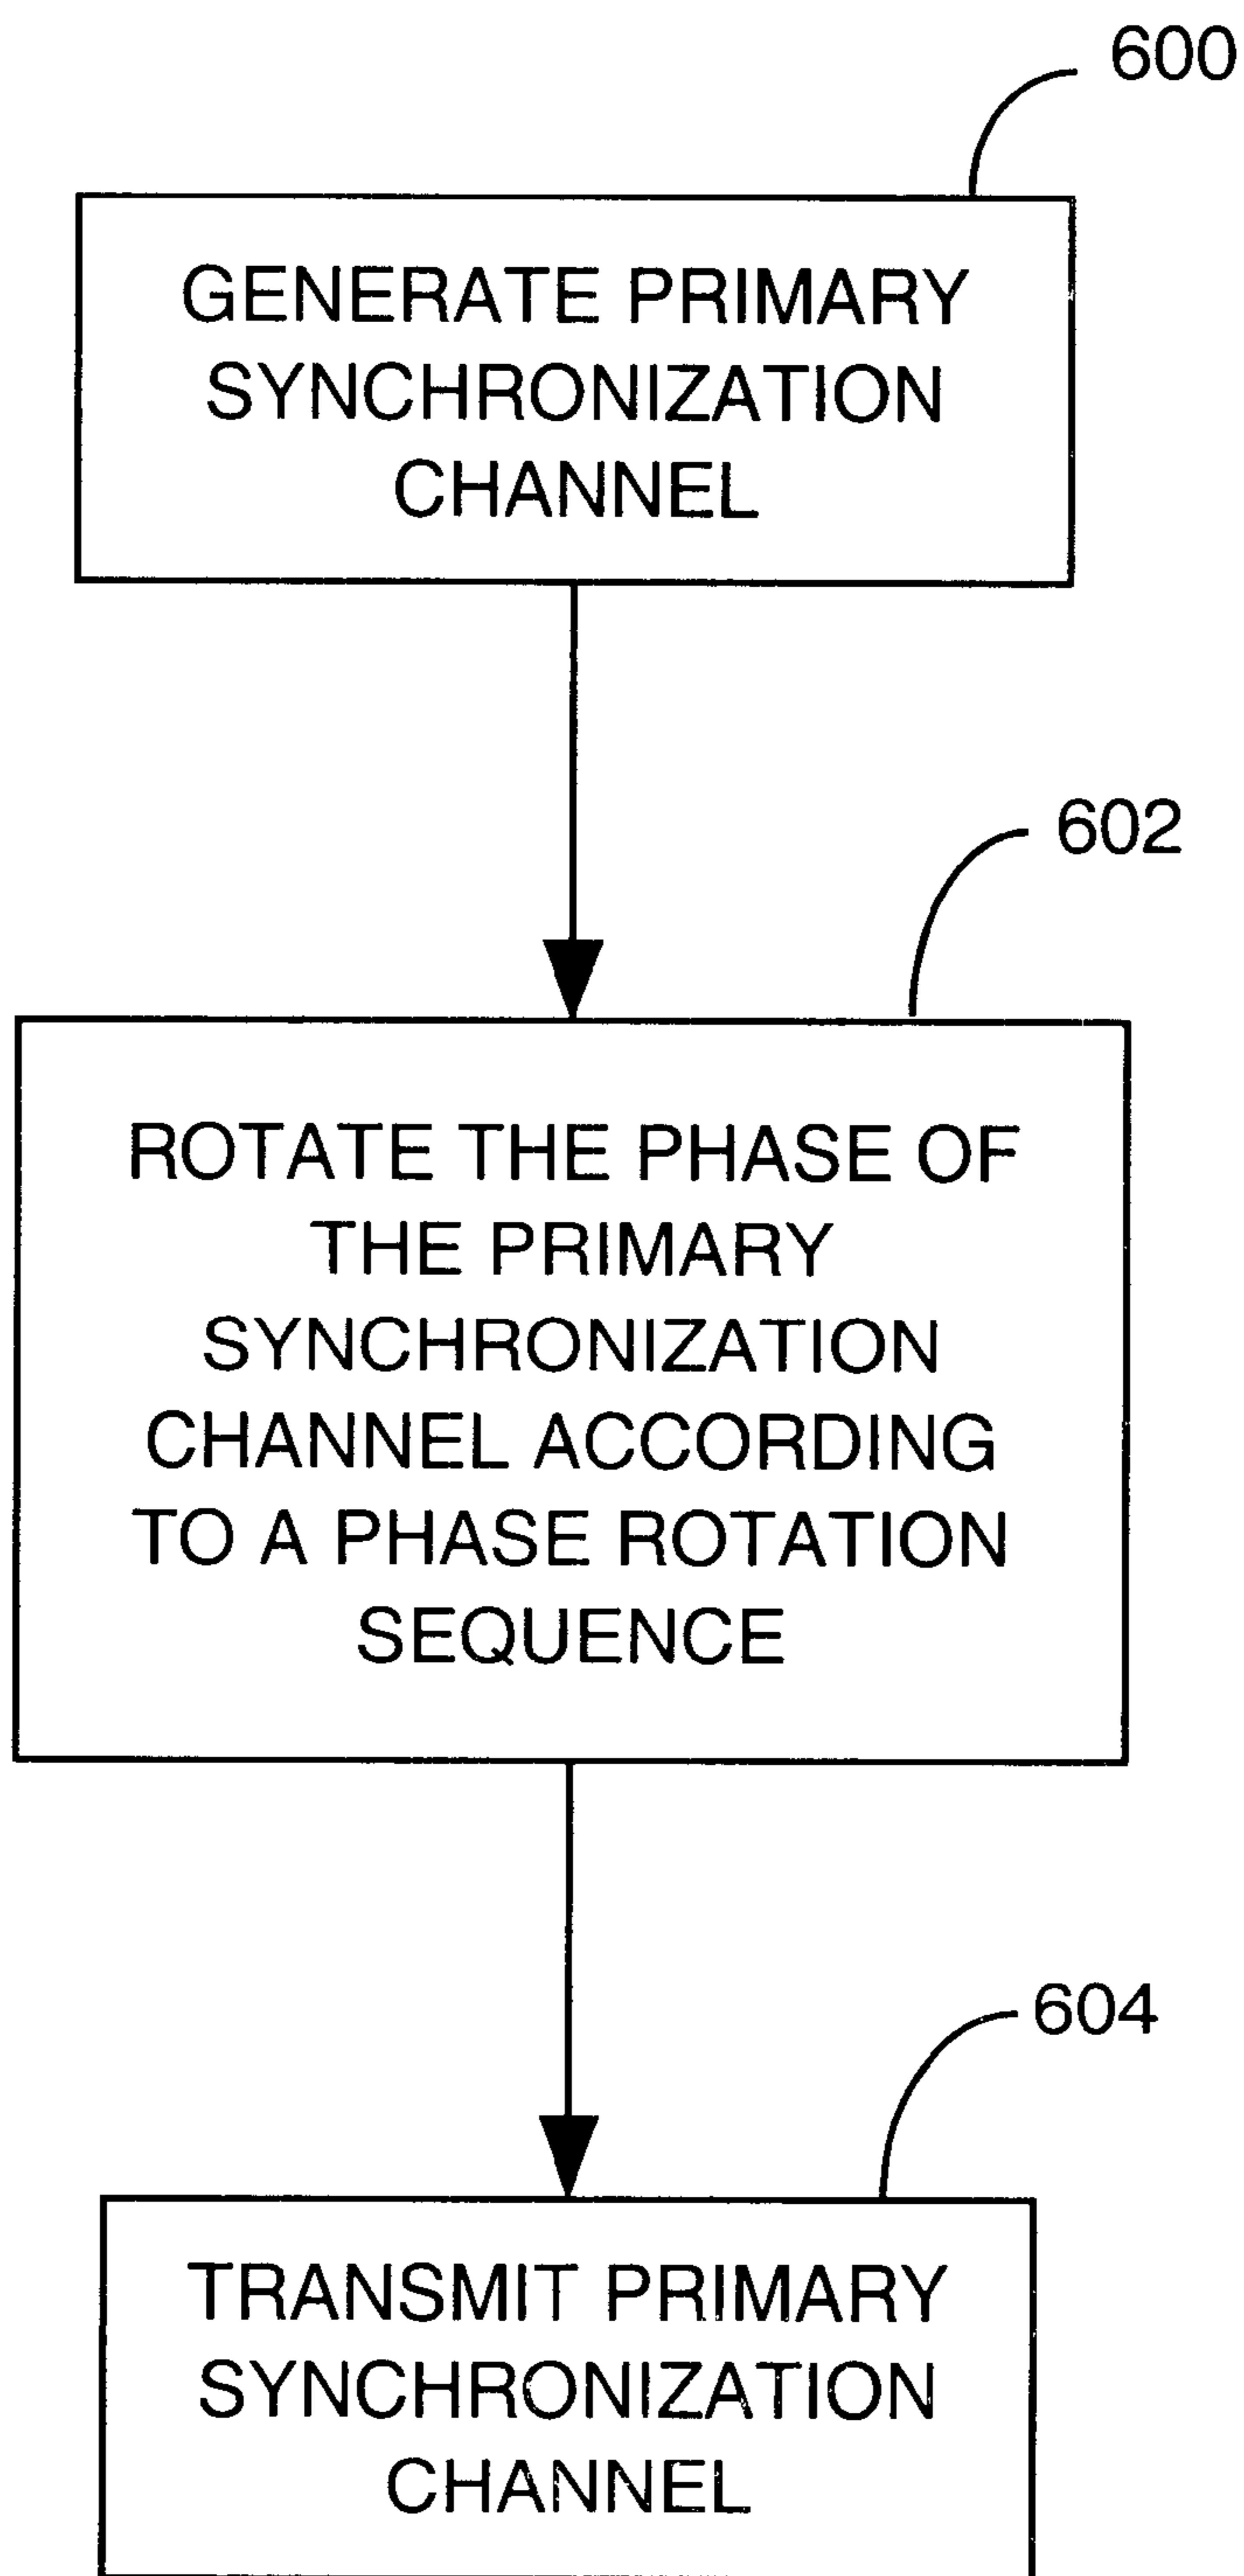 600
GENERATE PRIMARY
SYNCHRONIZATION
CHANNEL
602
ROTATE THE PHASE OF
THE PRIMARY
SYNCHRONIZATION
CHANNEL ACCORDING
TO A PHASE ROTATION
SEQUENCE
604
TRANSMIT PRIMARY
SYNCHRONIZATION
CHANNEL